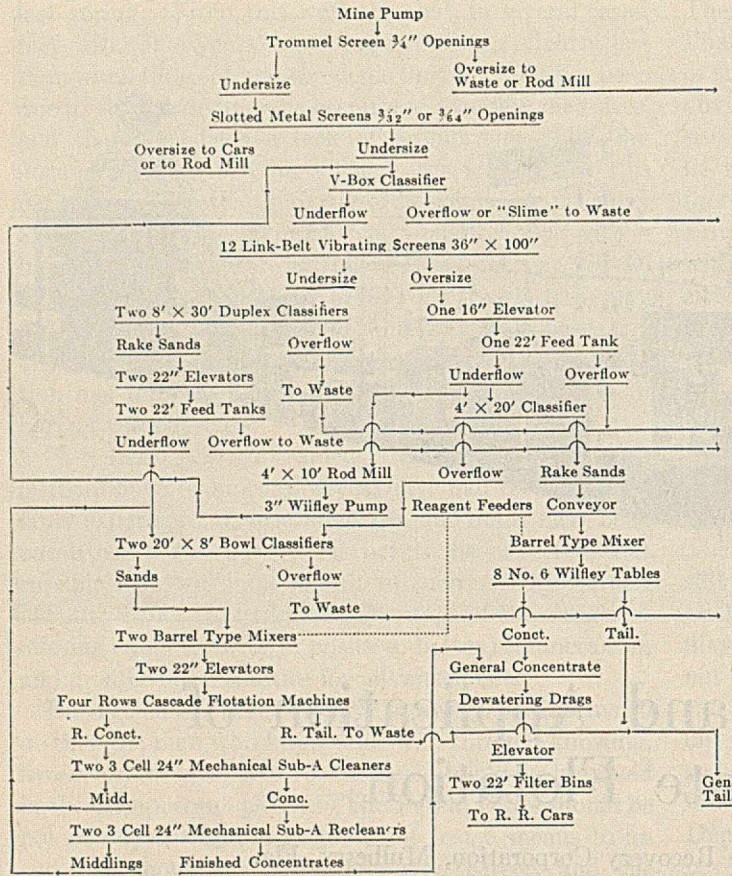 Mine Pump
Trommel Screen ¾" Openings
Undersize
Oversize to
Waste or Rod Mill
Slotted Metal Screens 3/32" or 3/64" Openings
Oversize to Cars
or to Rod Mill
Undersize
V-Box Classifier
Underflow
Overflow or "Slime" to Waste
12 Link-Belt Vibrating Screens 36" × 100"
Undersize
Oversize
Two 8' × 30' Duplex Classifiers
One 16" Elevator
Rake Sands
Overflow
One 22' Feed Tank
Two 22" Elevators
To Waste
Underflow
Overflow
Two 22' Feed Tanks
4' × 20' Classifier
Underflow
Overflow to Waste
4' × 10' Rod Mill
Overflow
Rake Sands
3" Wilfley Pump
Reagent Feeders
Conveyor
Two 20' × 8' Bowl Classifiers
Barrel Type Mixer
Sands
Overflow
8 No. 6 Wilfley Tables
To Waste
Two Barrel Type Mixers
Conct.
Tail.
Two 22" Elevators
General Concentrate
Four Rows Cascade Flotation Machines
Dewatering Drags
R. Conct.
R. Tail. To Waste
Elevator
Two 3 Cell 24" Mechanical Sub-A Cleaners
Two 22' Filter Bins
Gen
Tail
Midd.
Conc.
To R. R. Cars
Two 3 Cell 24" Mechanical Sub-A Recleaners
Middlings
Finished Concentrates